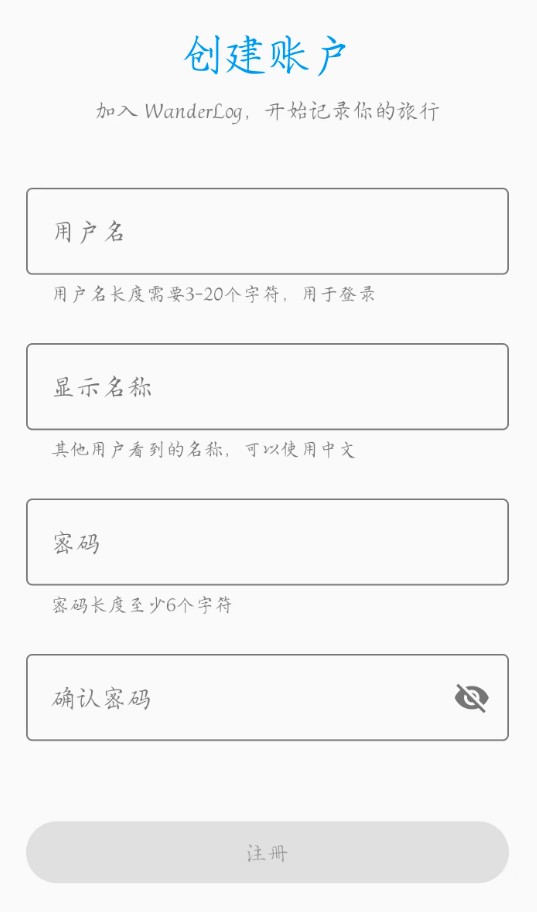 创建账户
加入 WanderLog，开始记录你的旅行
用户名
用户名长度需要3-20个字符，用于登录
显示名称
其他用户看到的名称，可以使用中文
密码
密码长度至少6个字符
确认密码
注册